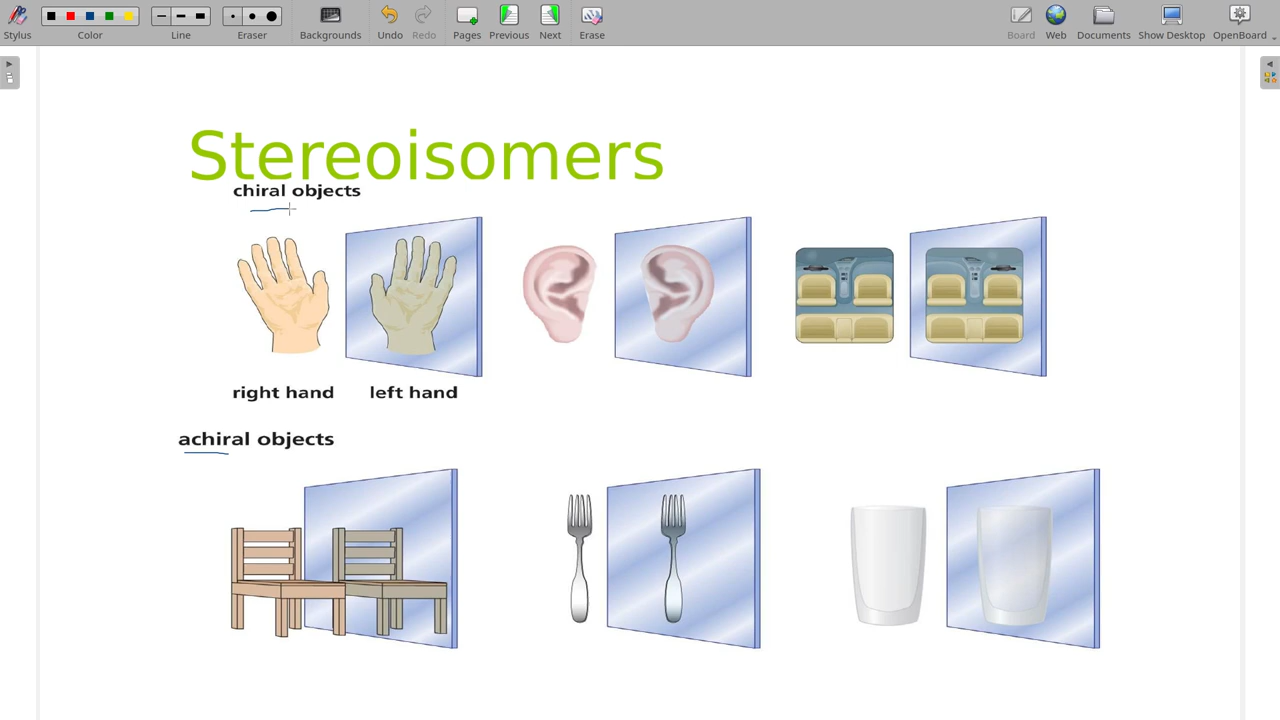 Stylus Color Line Eraser Backgrounds Undo Redo Pages Previous Next Erase Board Web Documents Show Desktop OpenBoard
Stereoisomers
chiral objects
right hand left hand
achiral objects